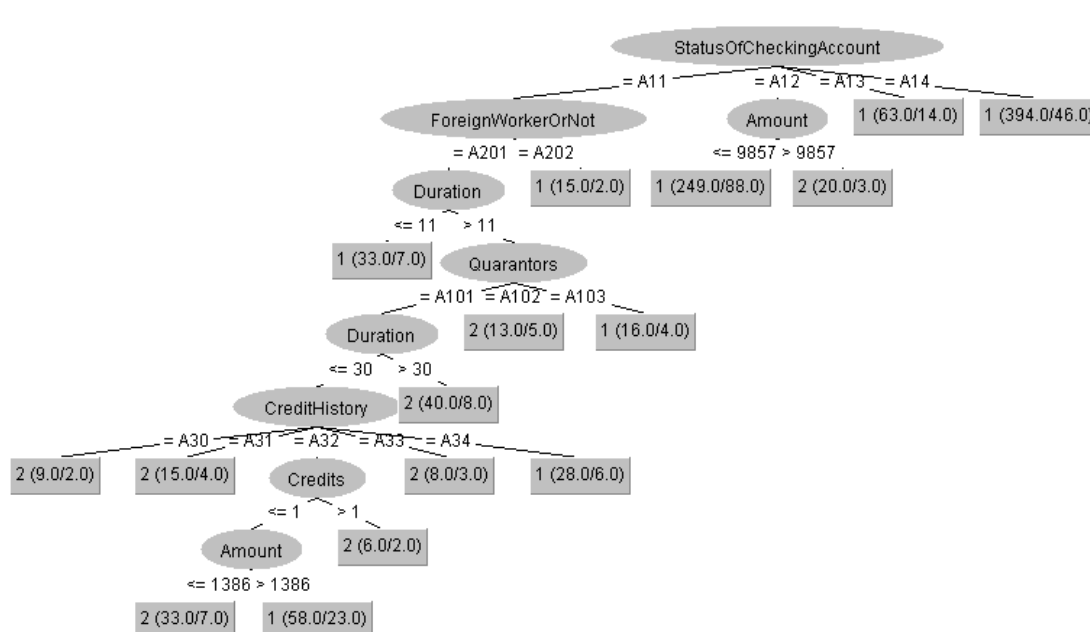 StatusOfCheckingAccount
= A11 = A12 = A13 = A14
ForeignWorkerOrNot Amount 1 (63.0/14.0) 1 (394.0/46.0)
= A201 = A202 <= 9857 > 9857
Duration 1 (15.0/2.0) 1 (249.0/88.0) 2 (20.0/3.0)
<= 11 > 11
1 (33.0/7.0) Quarantors
= A101 = A102 = A103
Duration 2 (13.0/5.0) 1 (16.0/4.0)
<= 30 > 30
CreditHistory 2 (40.0/8.0)
= A30 = A31 = A32 = A33 = A34
2 (9.0/2.0) 2 (15.0/4.0) Credits 2 (8.0/3.0) 1 (28.0/6.0)
<= 1 > 1
Amount 2 (6.0/2.0)
<= 1386 > 1386
2 (33.0/7.0) 1 (58.0/23.0)